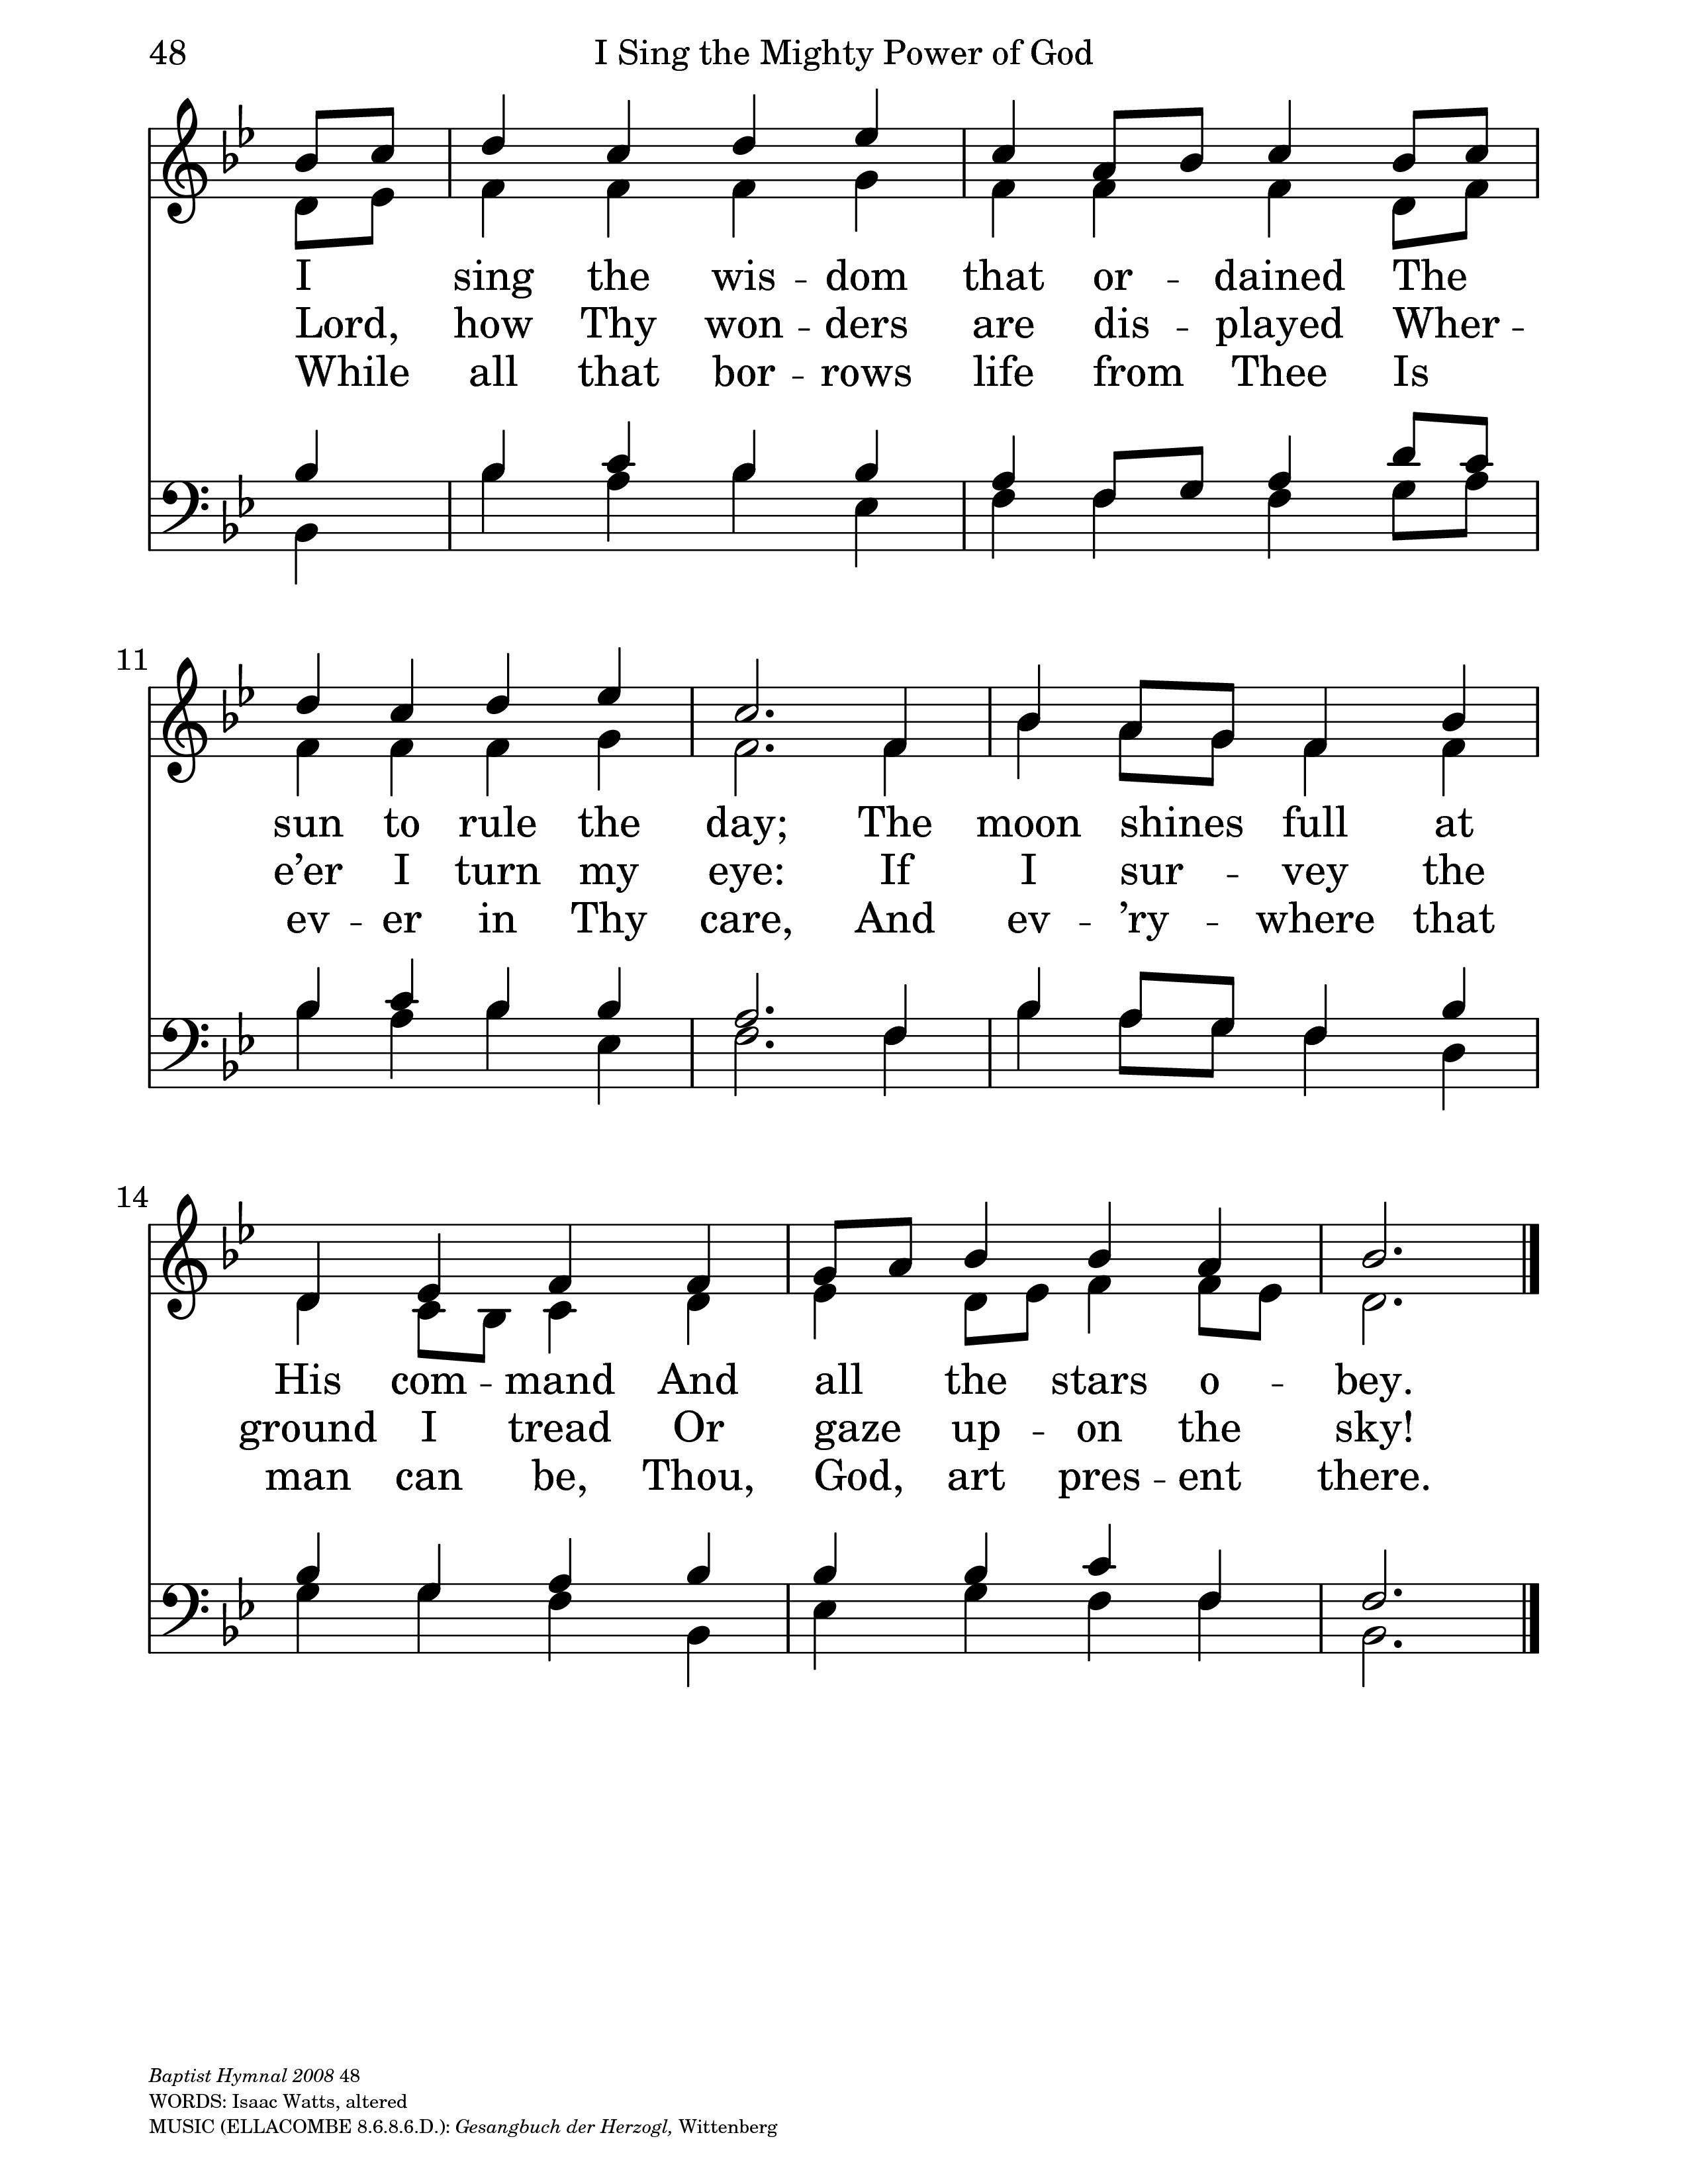 48 I Sing the Mighty Power of God
I sing the wis - dom that or - dained The
Lord, how Thy won - ders are dis - played Wher -
While all that bor - rows life from Thee Is
11
sun to rule the day; The moon shines full at
e’er I turn my eye: If I sur - vey the
ev - er in Thy care, And ev - ’ry - where that
14
His com - mand And all the stars o - bey.
ground I tread Or gaze up - on the sky!
man can be, Thou, God, art pres - ent there.
Baptist Hymnal 2008 48
WORDS: Isaac Watts, altered
MUSIC (ELLACOMBE 8.6.8.6.D.): Gesangbuch der Herzogl, Wittenberg